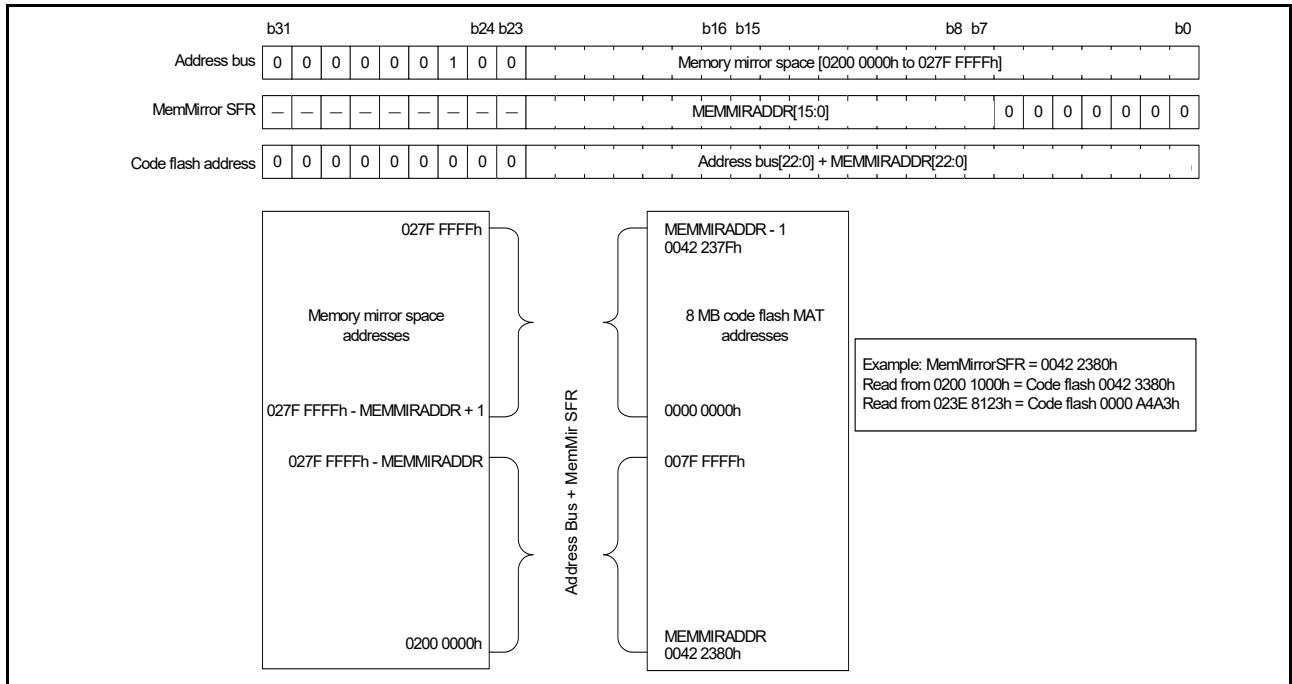 b31 b24 b23 b16 b15 b8 b7 b0
Address bus 0 0 0 0 0 0 1 0 0 Memory mirror space [0200 0000h to 027F FFFFh]
MemMirror SFR — — — — — — — — — MEMMIRADDR[15:0] 0 0 0 0 0 0 0
Code flash address 0 0 0 0 0 0 0 0 0 Address bus[22:0] + MEMMIRADDR[22:0]
027F FFFFh
Memory mirror space
addresses
027F FFFFh - MEMMIRADDR + 1
027F FFFFh - MEMMIRADDR
0200 0000h
Address Bus + MemMir SFR
MEMMIRADDR - 1
0042 237Fh
8 MB code flash MAT
addresses
0000 0000h
007F FFFFh
MEMMIRADDR
0042 2380h
Example: MemMirrorSFR = 0042 2380h
Read from 0200 1000h = Code flash 0042 3380h
Read from 023E 8123h = Code flash 0000 A4A3h